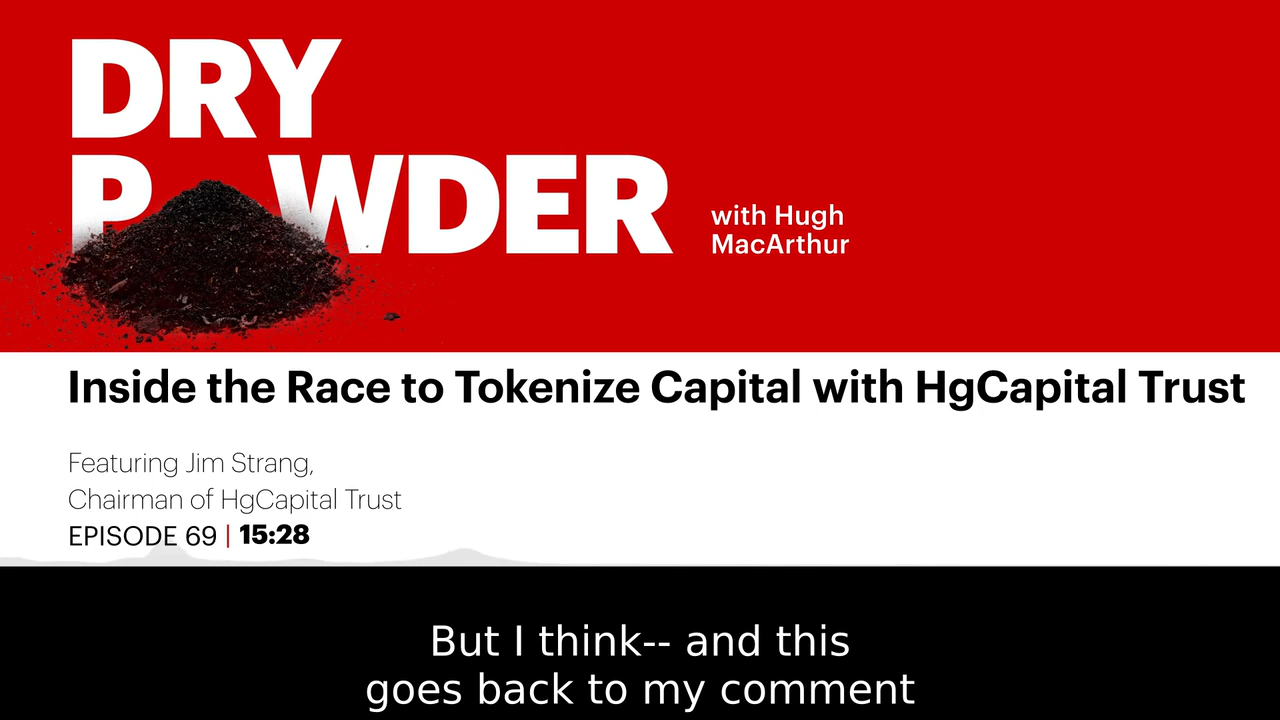 DRY
P WDER
with Hugh
MacArthur
Inside the Race to Tokenize Capital with HgCapital Trust
Featuring Jim Strang,
Chairman of HgCapital Trust
EPISODE 69 | 15:28
But I think-- and this
goes back to my comment